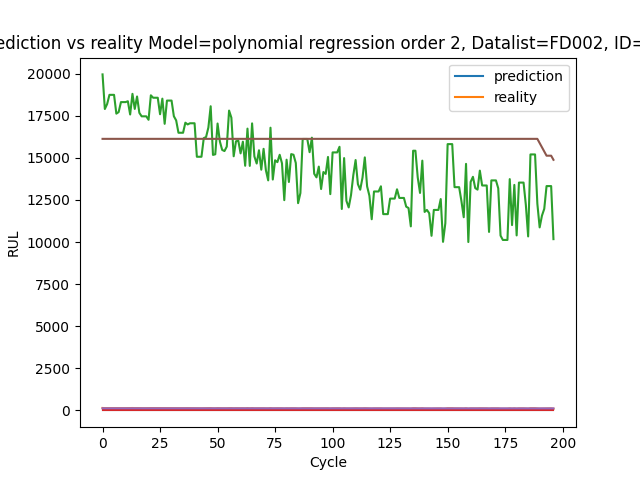 ediction vs reality Model=polynomial regression order 2, Datalist=FD002, ID=
prediction
reality
20000
17500
15000
12500
10000
7500
5000
2500
0
RUL
0 25 50 75 100 125 150 175 200
Cycle